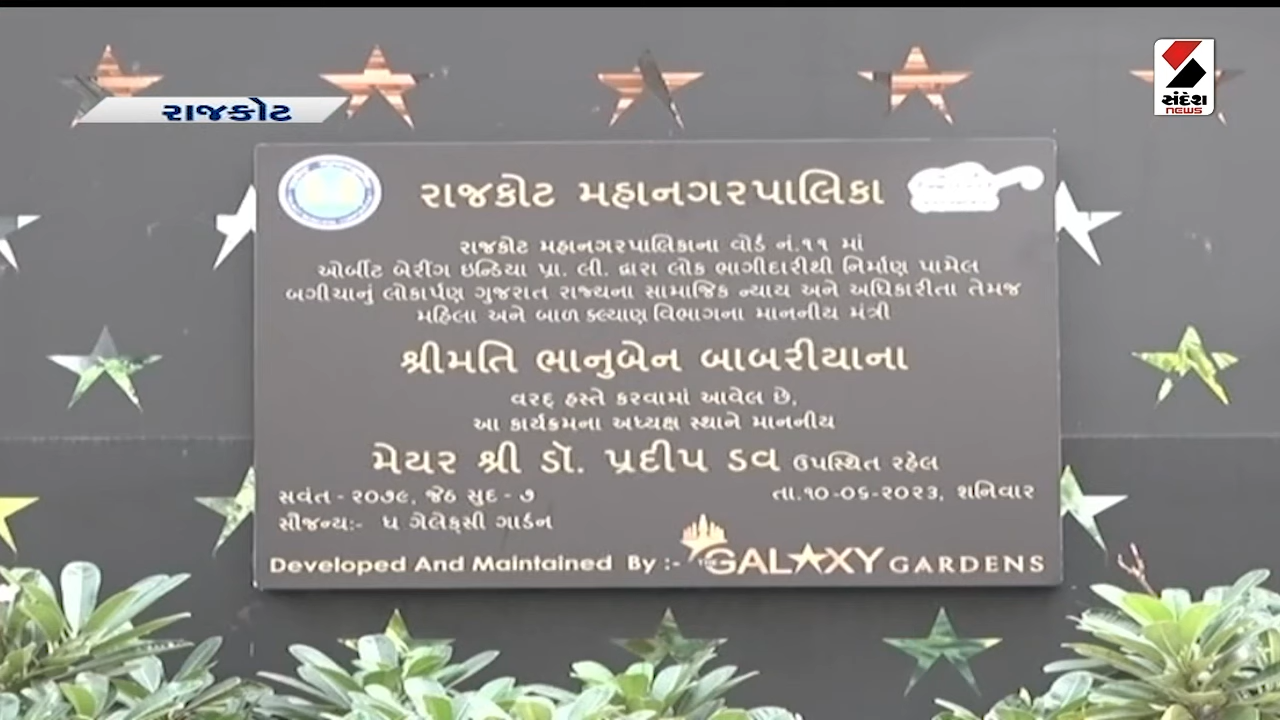 રાજકોટ
સંદેશ
NEWS
રાજકોટ મહાનગરપાલિકા
રાજકોટ મહાનગરપાલિકાના વોર્ડ નં.૧૧ માં
ઓર્બીટ બેરીંગ ઇન્ડિયા પ્રા. લી. દ્વારા લોક ભાગીદારીથી નિર્માણ પામેલ
બગીચાનું લોકાર્પણ ગુજરાત રાજ્યના સામાજિક ન્યાય અને અધિકારીતા તેમજ
મહિલા અને બાળ કલ્યાણ વિભાગના માનનીય મંત્રી
શ્રીમતિ ભાનુબેન બાબરીયાના
વરદ્ હસ્તે કરવામાં આવેલ છે.
આ કાર્યક્રમના અધ્યક્ષ સ્થાને માનનીય
મેયર શ્રી ડૉ. પ્રદીપ ડવ ઉપસ્થિત રહેલ
સવંત - ૨૦૭૯, જેઠ સુદ - ૭ તા.૧૦-૦૬-૨૦૨૩, શનિવાર
સૌજન્ય:- ધ ગેલેક્સી ગાર્ડન
Developed And Maintained By :- THE GALAXY GARDENS